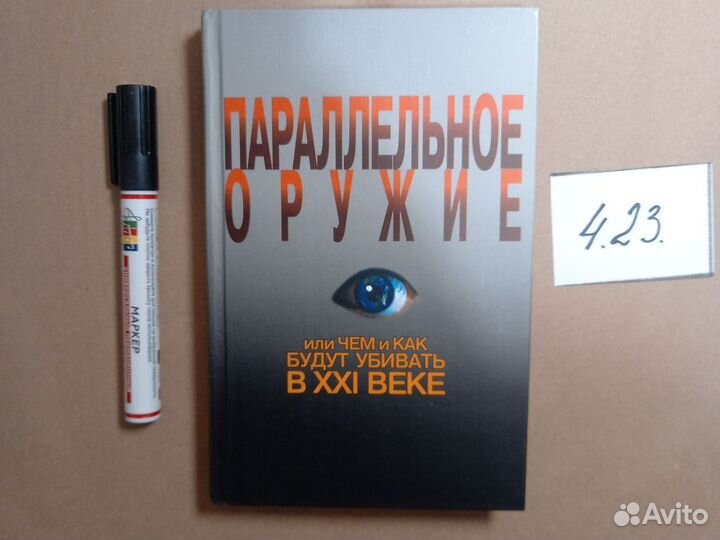 ПАРАЛЛЕЛЬНОЕ
ОРУЖИЕ
или ЧЕМ и КАК
БУДУТ УБИВАТЬ
В XXI ВЕКЕ
4.23.
МАРКЕР
Avito